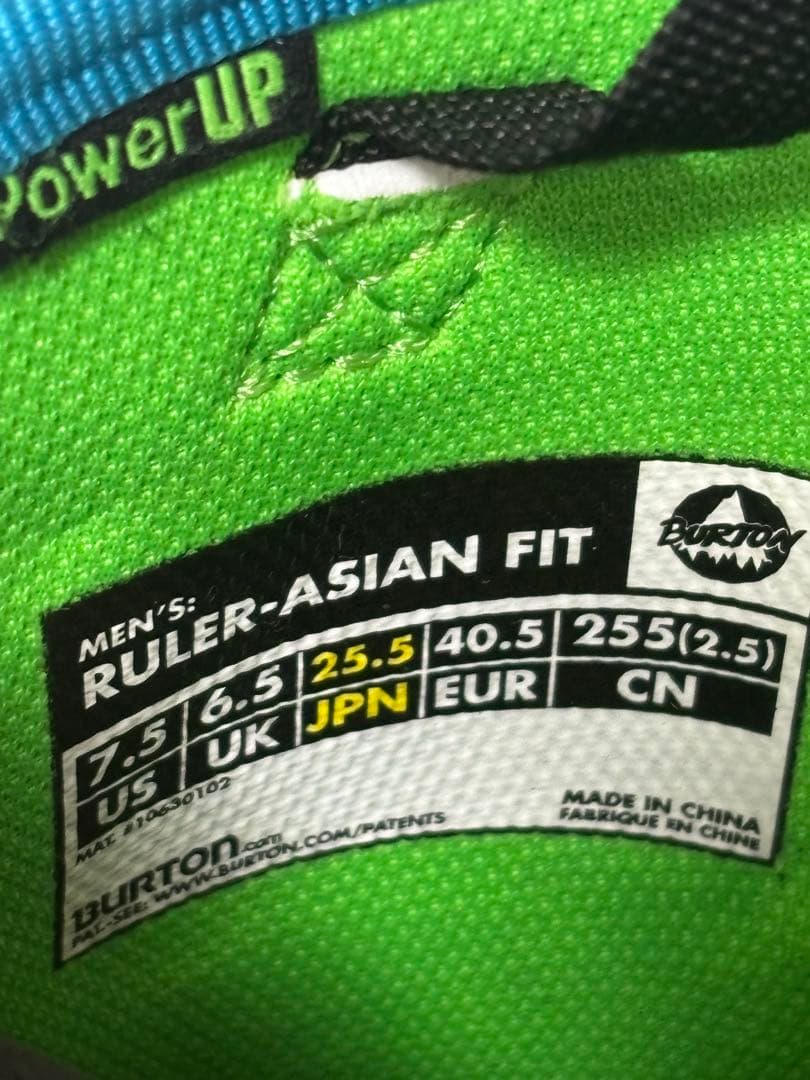 PowerUP
BURTON
MEN'S:
RULER-ASIAN FIT
7.5 6.5 25.5 40.5 255(2.5)
US UK JPN EUR CN
MAT. #10630102
MADE IN CHINA
FABRIQUE EN CHINE
BURTON.com
PAT.-SEE: WWW.BURTON.COM/PATENTS